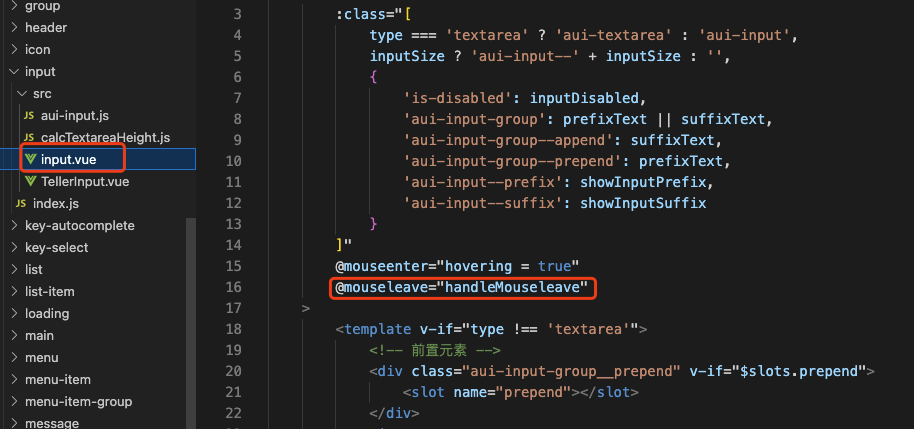 group
header
icon
input
src
JS aui-input.js
JS calcTextareaHeight.js
input.vue
TellerInput.vue
JS index.js
key-autocomplete
key-select
list
list-item
loading
main
menu
menu-item
menu-item-group
message
3 :class="[
4 type === 'textarea' ? 'aui-textarea' : 'aui-input',
5 inputSize ? 'aui-input--' + inputSize : '',
6 {
7 'is-disabled': inputDisabled,
8 'aui-input-group': prefixText || suffixText,
9 'aui-input-group--append': suffixText,
10 'aui-input-group--prepend': prefixText,
11 'aui-input--prefix': showInputPrefix,
12 'aui-input--suffix': showInputSuffix
13 }
14 ]"
15 @mouseenter="hovering = true"
16 @mouseleave="handleMouseleave"
17 >
18 <template v-if="type !== 'textarea'">
19 <!-- 前置元素 -->
20 <div class="aui-input-group__prepend" v-if="$slots.prepend">
21 <slot name="prepend"></slot>
22 </div>